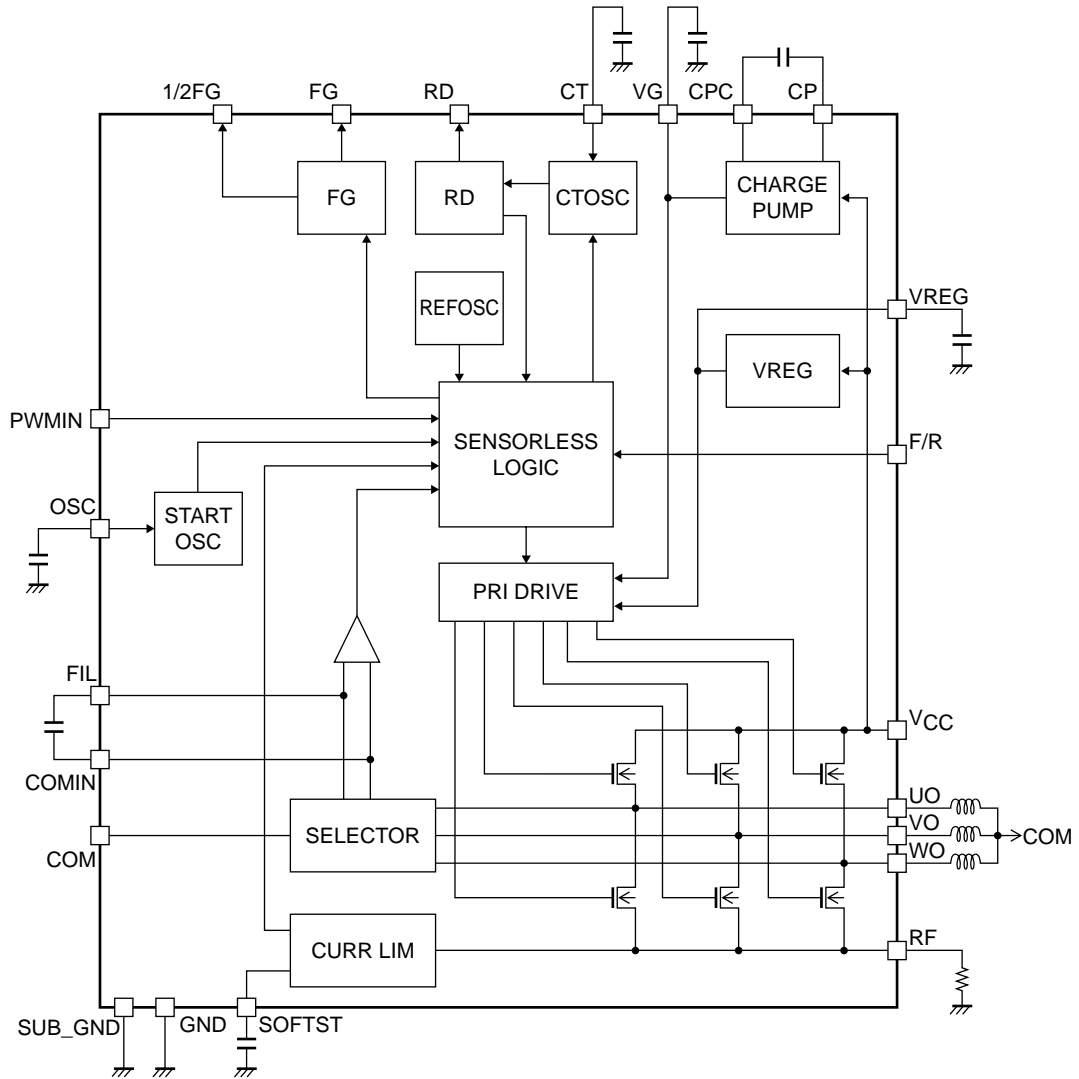 CT VG CPC CP
1/2FG FG RD
FG
RD
CTOSC
CHARGE
PUMP
REFOSC
VREG
VREG
PWMIN
SENSORLESS
LOGIC
F/R
OSC
START
OSC
PRI DRIVE
FIL
VCC
COMIN
UO
SELECTOR
VO
COM
COM
WO
CURR LIM
RF
SUB_GND
GND
SOFTST